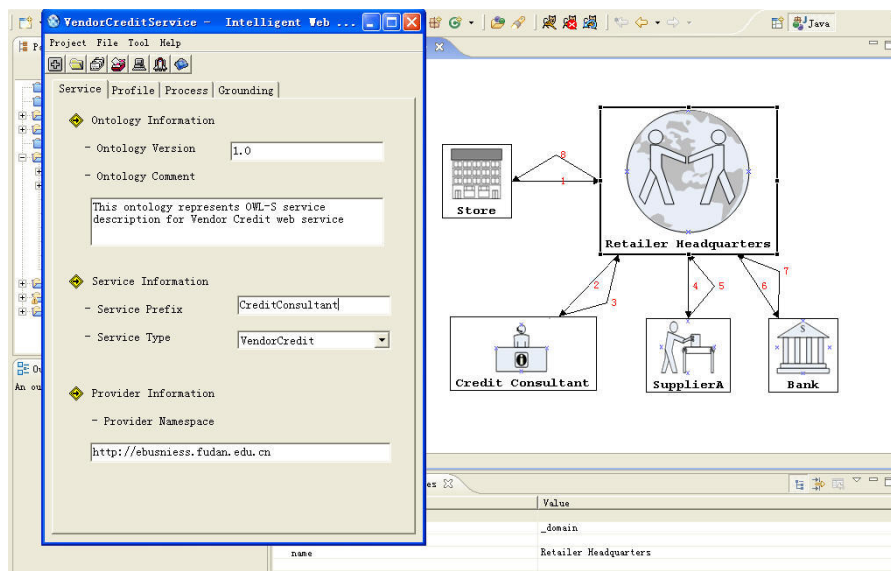 VendorCreditService - Intelligent Web ...
Project File Tool Help
Service Profile Process Grounding
Ontology Information
- Ontology Version 1.0
- Ontology Comment
This ontology represents OWL-S service
description for Vendor Credit web service
Service Information
- Service Prefix CreditConsultant
- Service Type VendorCredit
Provider Information
- Provider Namespace
http://ebusniess.fudan.edu.cn
An ou
Java
Store
8
1
Retailer Headquarters
2
3
4
5
6
7
Credit Consultant
SupplierA
S
Bank
es
Value
_domain
name Retailer Headquarters